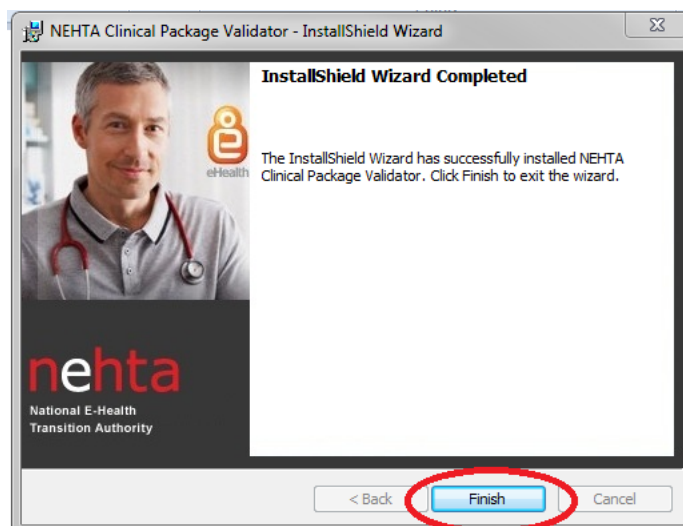 NEHTA Clinical Package Validator - InstallShield Wizard
InstallShield Wizard Completed
eHealth
The InstallShield Wizard has successfully installed NEHTA
Clinical Package Validator. Click Finish to exit the wizard.
nehta
National E-Health
Transition Authority
< Back
Finish
Cancel